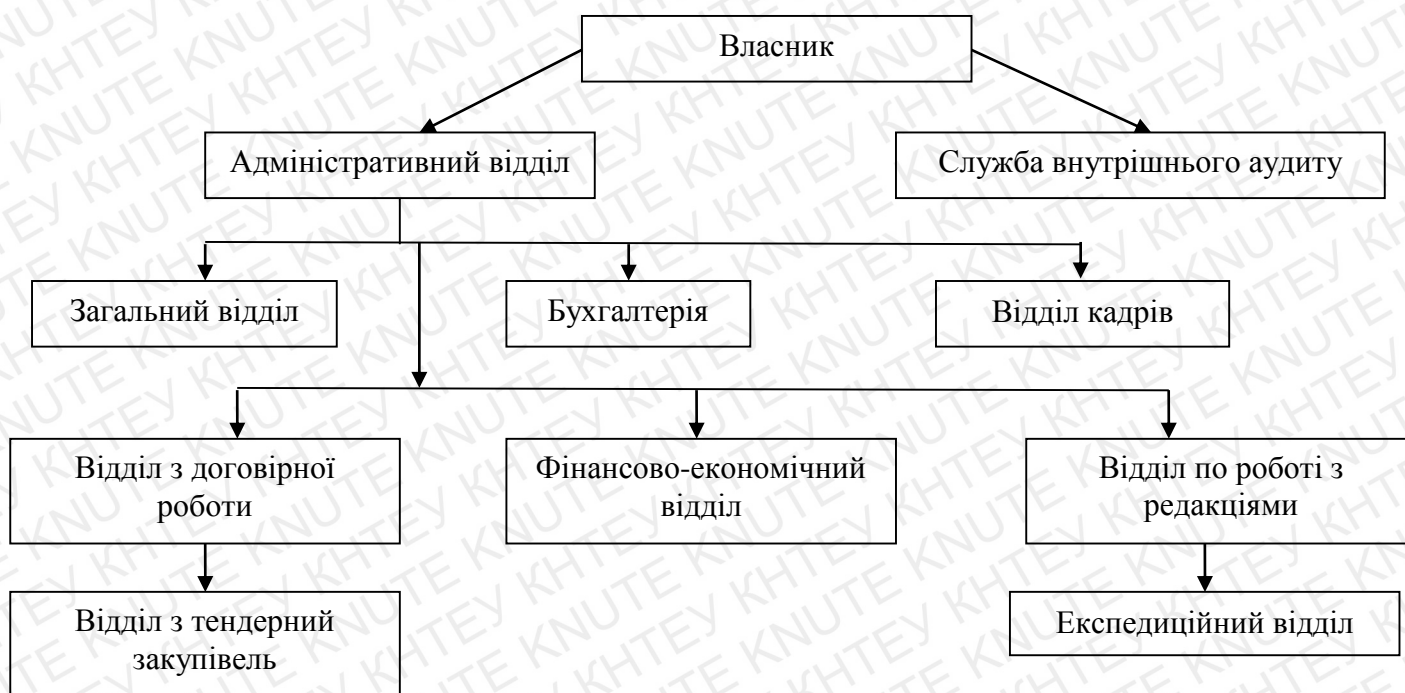 Власник
Адміністративний відділ
Служба внутрішнього аудиту
Загальний відділ
Бухгалтерія
Відділ кадрів
Відділ з договірної
роботи
Фінансово-економічний
відділ
Відділ по роботі з
редакціями
Відділ з тендерний
закупівель
Експедиційний відділ